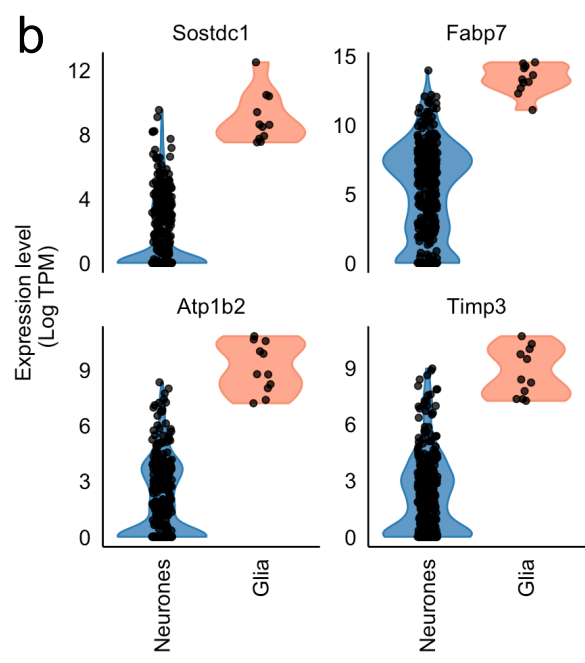 b
Sostdc1
Fabp7
12
8
4
0
15
10
5
0
Expression level
(Log TPM)
Atp1b2
Timp3
9
6
3
0
9
6
3
0
Neurones
Glia
Neurones
Glia